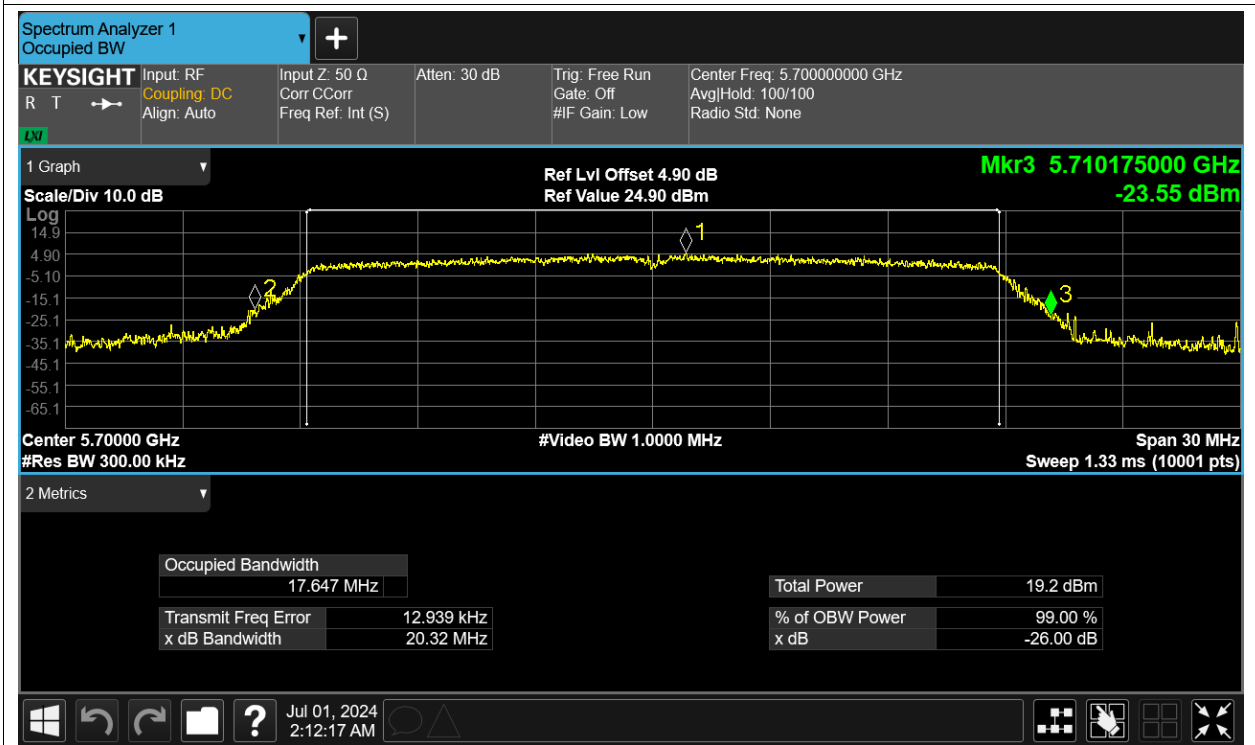 Spectrum Analyzer 1
Occupied BW
KEYSIGHT
R T
LXI
Input: RF
Coupling: DC
Align: Auto
Input Z: 50 Ω
Corr CCorr
Freq Ref: Int (S)
Atten: 30 dB
Trig: Free Run
Gate: Off
#IF Gain: Low
Center Freq: 5.700000000 GHz
Avg|Hold: 100/100
Radio Std: None
1 Graph
Scale/Div 10.0 dB
Ref Lvl Offset 4.90 dB
Ref Value 24.90 dBm
Mkr3 5.710175000 GHz
-23.55 dBm
Log
14.9
4.90
-5.10
-15.1
-25.1
-35.1
-45.1
-55.1
-65.1
1
2
3
Center 5.70000 GHz
#Res BW 300.00 kHz
#Video BW 1.0000 MHz
Span 30 MHz
Sweep 1.33 ms (10001 pts)
2 Metrics
Occupied Bandwidth
17.647 MHz
Transmit Freq Error 12.939 kHz
x dB Bandwidth 20.32 MHz
Total Power 19.2 dBm
% of OBW Power 99.00 %
x dB -26.00 dB
?
Jul 01, 2024
2:12:17 AM